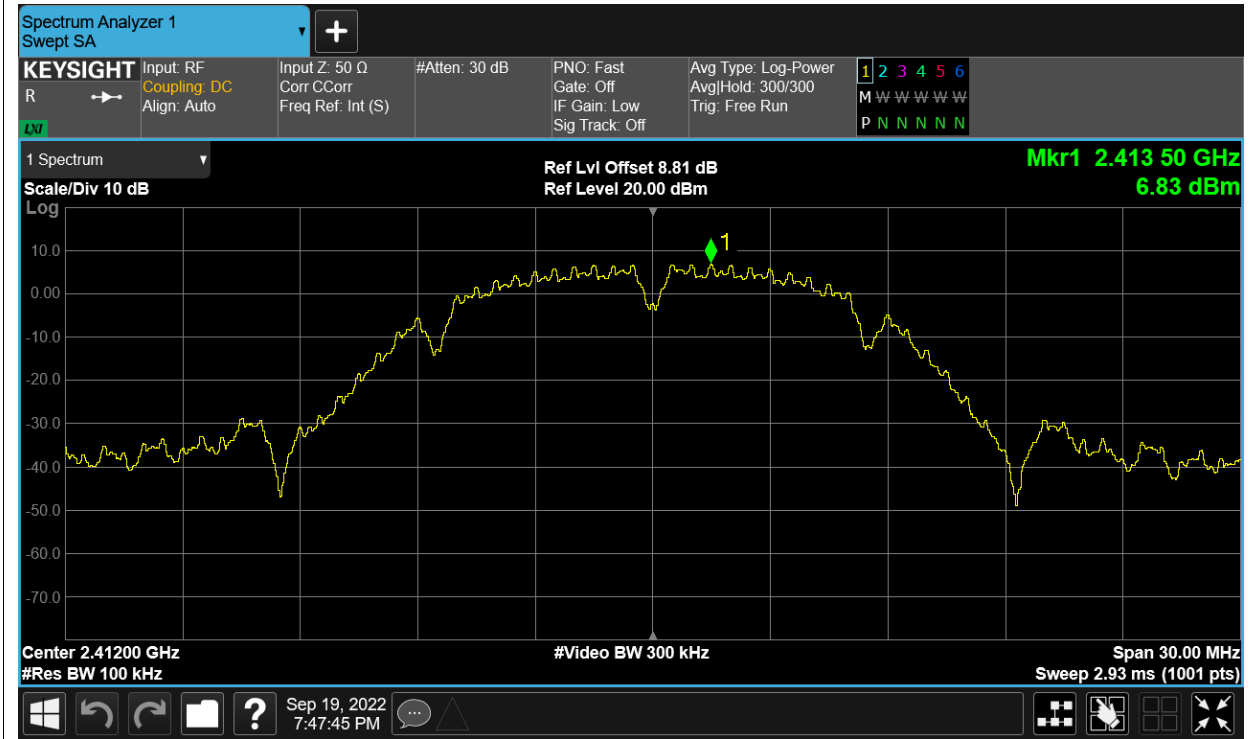 Spectrum Analyzer 1
Swept SA
KEYSIGHT
R
LXI
Input: RF
Coupling: DC
Align: Auto
Input Z: 50 Ω
Corr CCorr
Freq Ref: Int (S)
#Atten: 30 dB
PNO: Fast
Gate: Off
IF Gain: Low
Sig Track: Off
Avg Type: Log-Power
Avg|Hold: 300/300
Trig: Free Run
1 2 3 4 5 6
M W W W W W
P N N N N N
1 Spectrum
Scale/Div 10 dB
Ref Lvl Offset 8.81 dB
Ref Level 20.00 dBm
Mkr1 2.413 50 GHz
6.83 dBm
Log
1
10.0
0.00
-10.0
-20.0
-30.0
-40.0
-50.0
-60.0
-70.0
Center 2.41200 GHz
#Res BW 100 kHz
#Video BW 300 kHz
Span 30.00 MHz
Sweep 2.93 ms (1001 pts)
?
Sep 19, 2022
7:47:45 PM